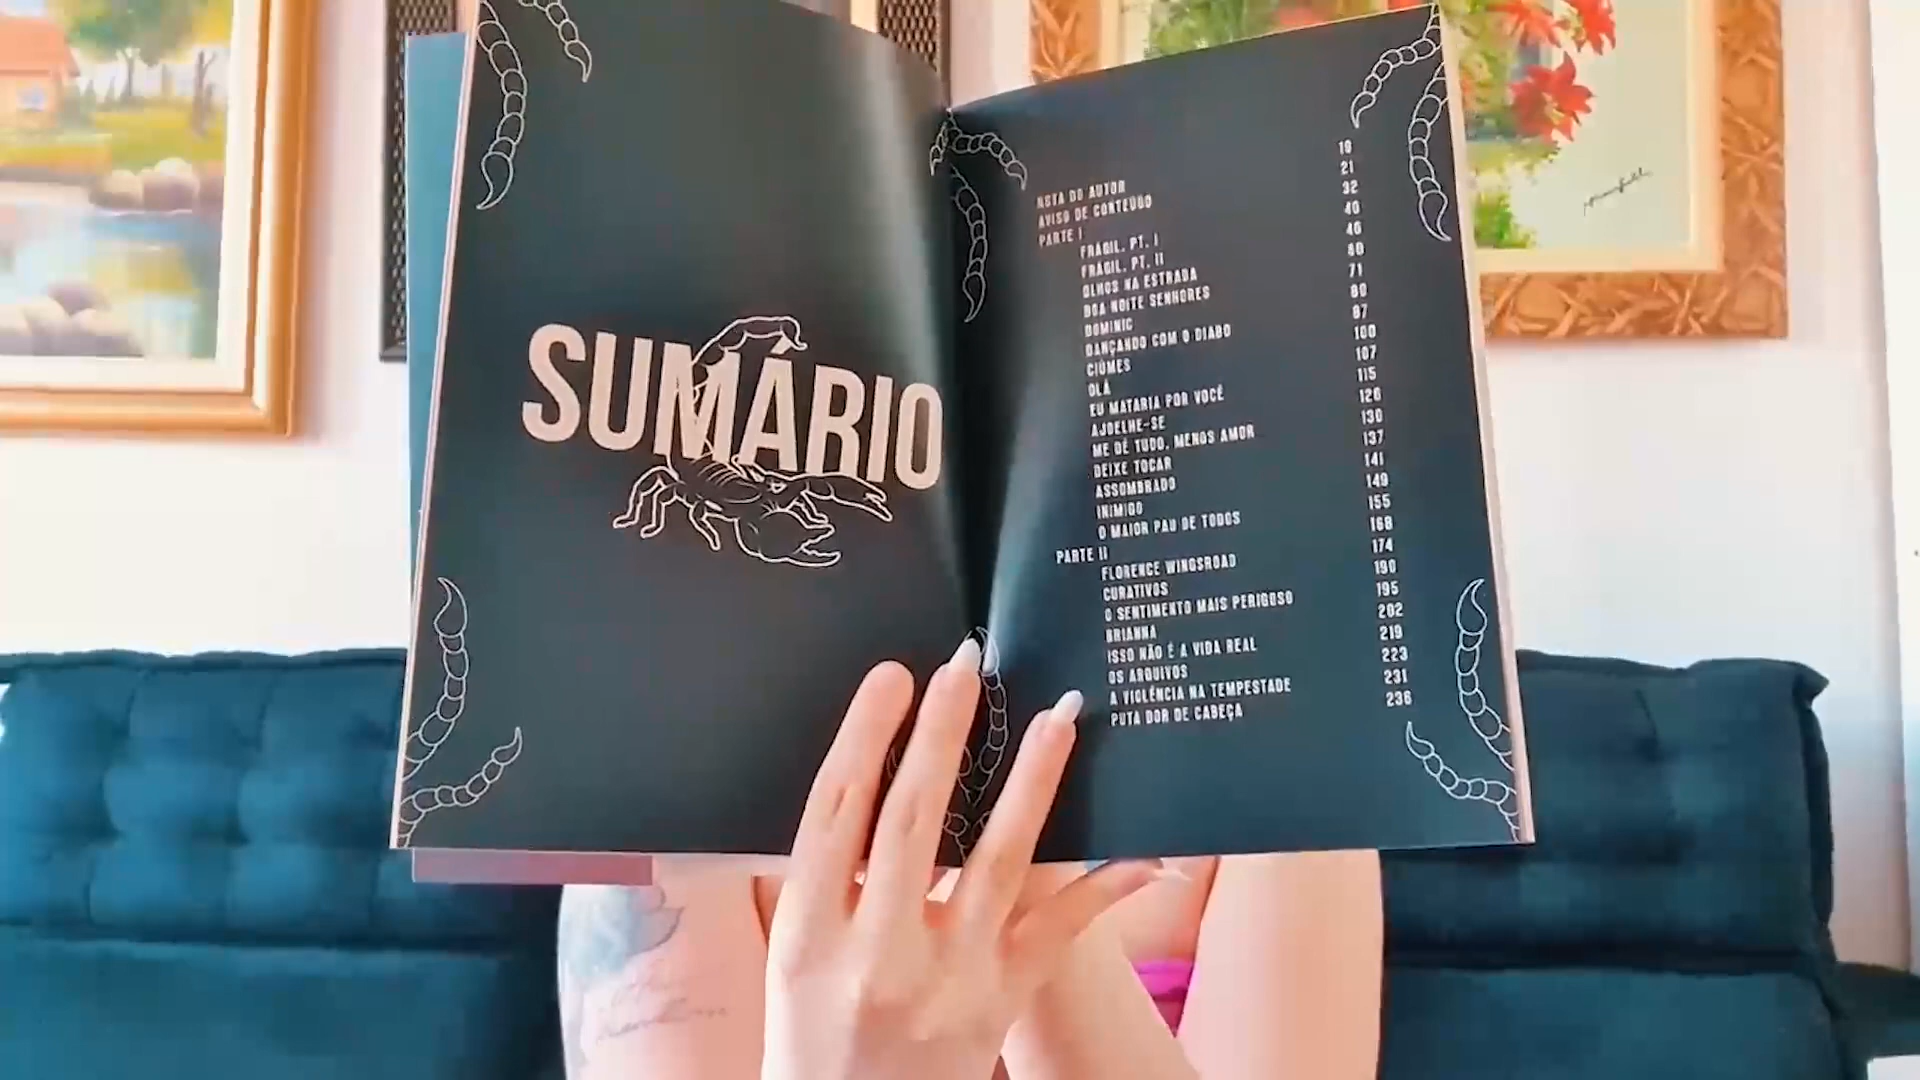 SUMÁRIO
NOTA DO AUTOR
AVISO DE CONTEÚDO
PARTE I
FRÁGIL, PT. I
FRÁGIL, PT. II
OLHOS NA ESTRADA
BOA NOITE SENHORES
DOMINIC
DANÇANDO COM O DIABO
CIÚMES
OLÁ
EU MATARIA POR VOCÊ
AJOELHE-SE
ME DÊ TUDO, MENOS AMOR
DEIXE TOCAR
ASSOMBRADO
INIMIGO
O MAIOR PAU DE TODOS
PARTE II
FLORENCE WINGSROAD
CURATIVOS
O SENTIMENTO MAIS PERIGOSO
BRIANNA
ISSO NÃO É A VIDA REAL
OS ARQUIVOS
A VIOLÊNCIA NA TEMPESTADE
PUTA DOR DE CABEÇA
19
21
32
40
46
60
71
80
87
100
107
115
126
130
137
141
149
155
168
174
190
195
202
219
223
231
236